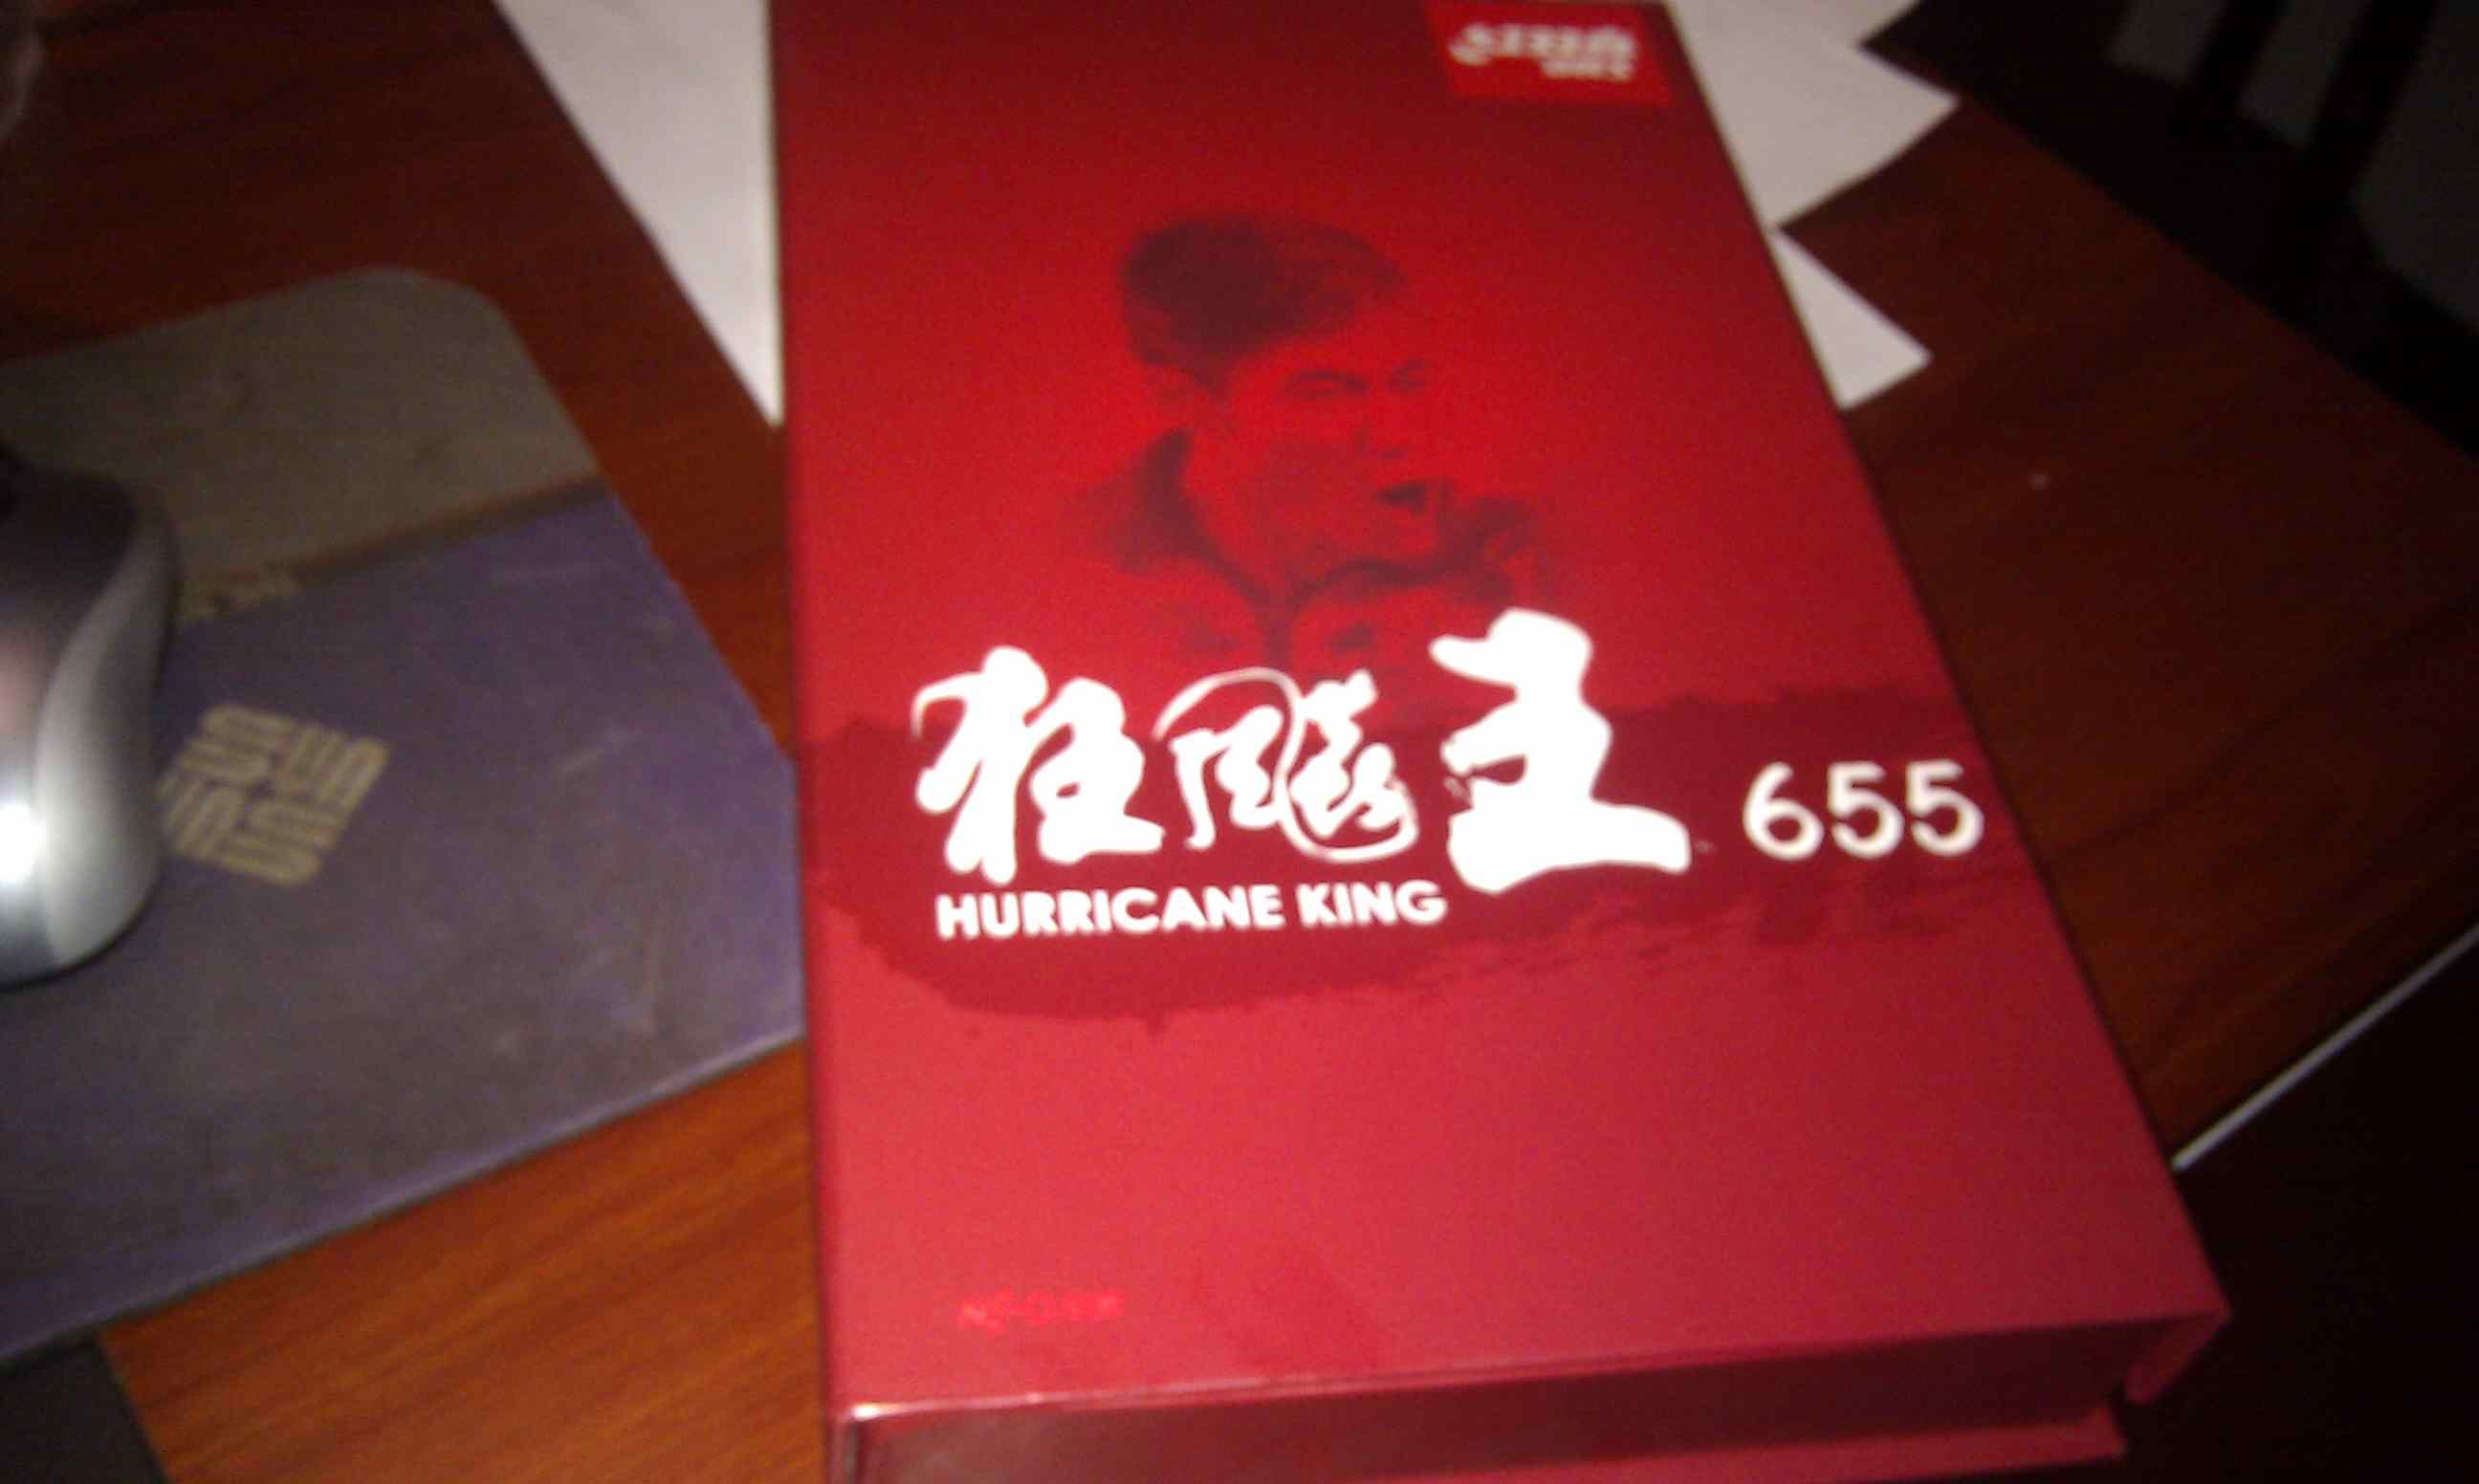 狂飚王 655
HURRICANE KING